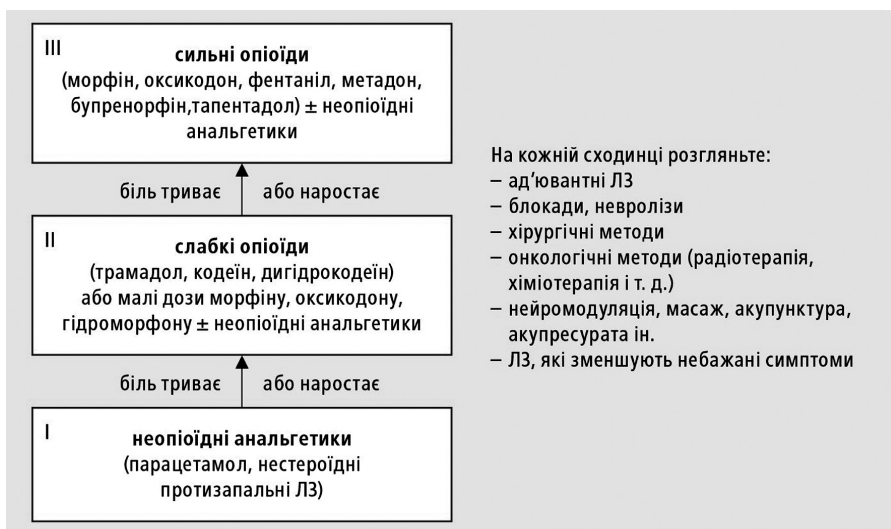 III
сильні опіоїди
(морфін, оксикодон, фентаніл, метадон,
бупренорфін,тапентадол) ± неопіоїдні
анальгетики
біль триває або наростає
II
слабкі опіоїди
(трамадол, кодеїн, дигідрокодеїн)
або малі дози морфіну, оксикодону,
гідроморфону ± неопіоїдні анальгетики
біль триває або наростає
I
неопіоїдні анальгетики
(парацетамол, нестероїдні
протизапальні ЛЗ)
На кожній сходинці розгляньте:
– ад’ювантні ЛЗ
– блокади, невролізи
– хірургічні методи
– онкологічні методи (радіотерапія,
хіміотерапія і т. д.)
– нейромодуляція, масаж, акупунктура,
акупресурата ін.
– ЛЗ, які зменшують небажані симптоми